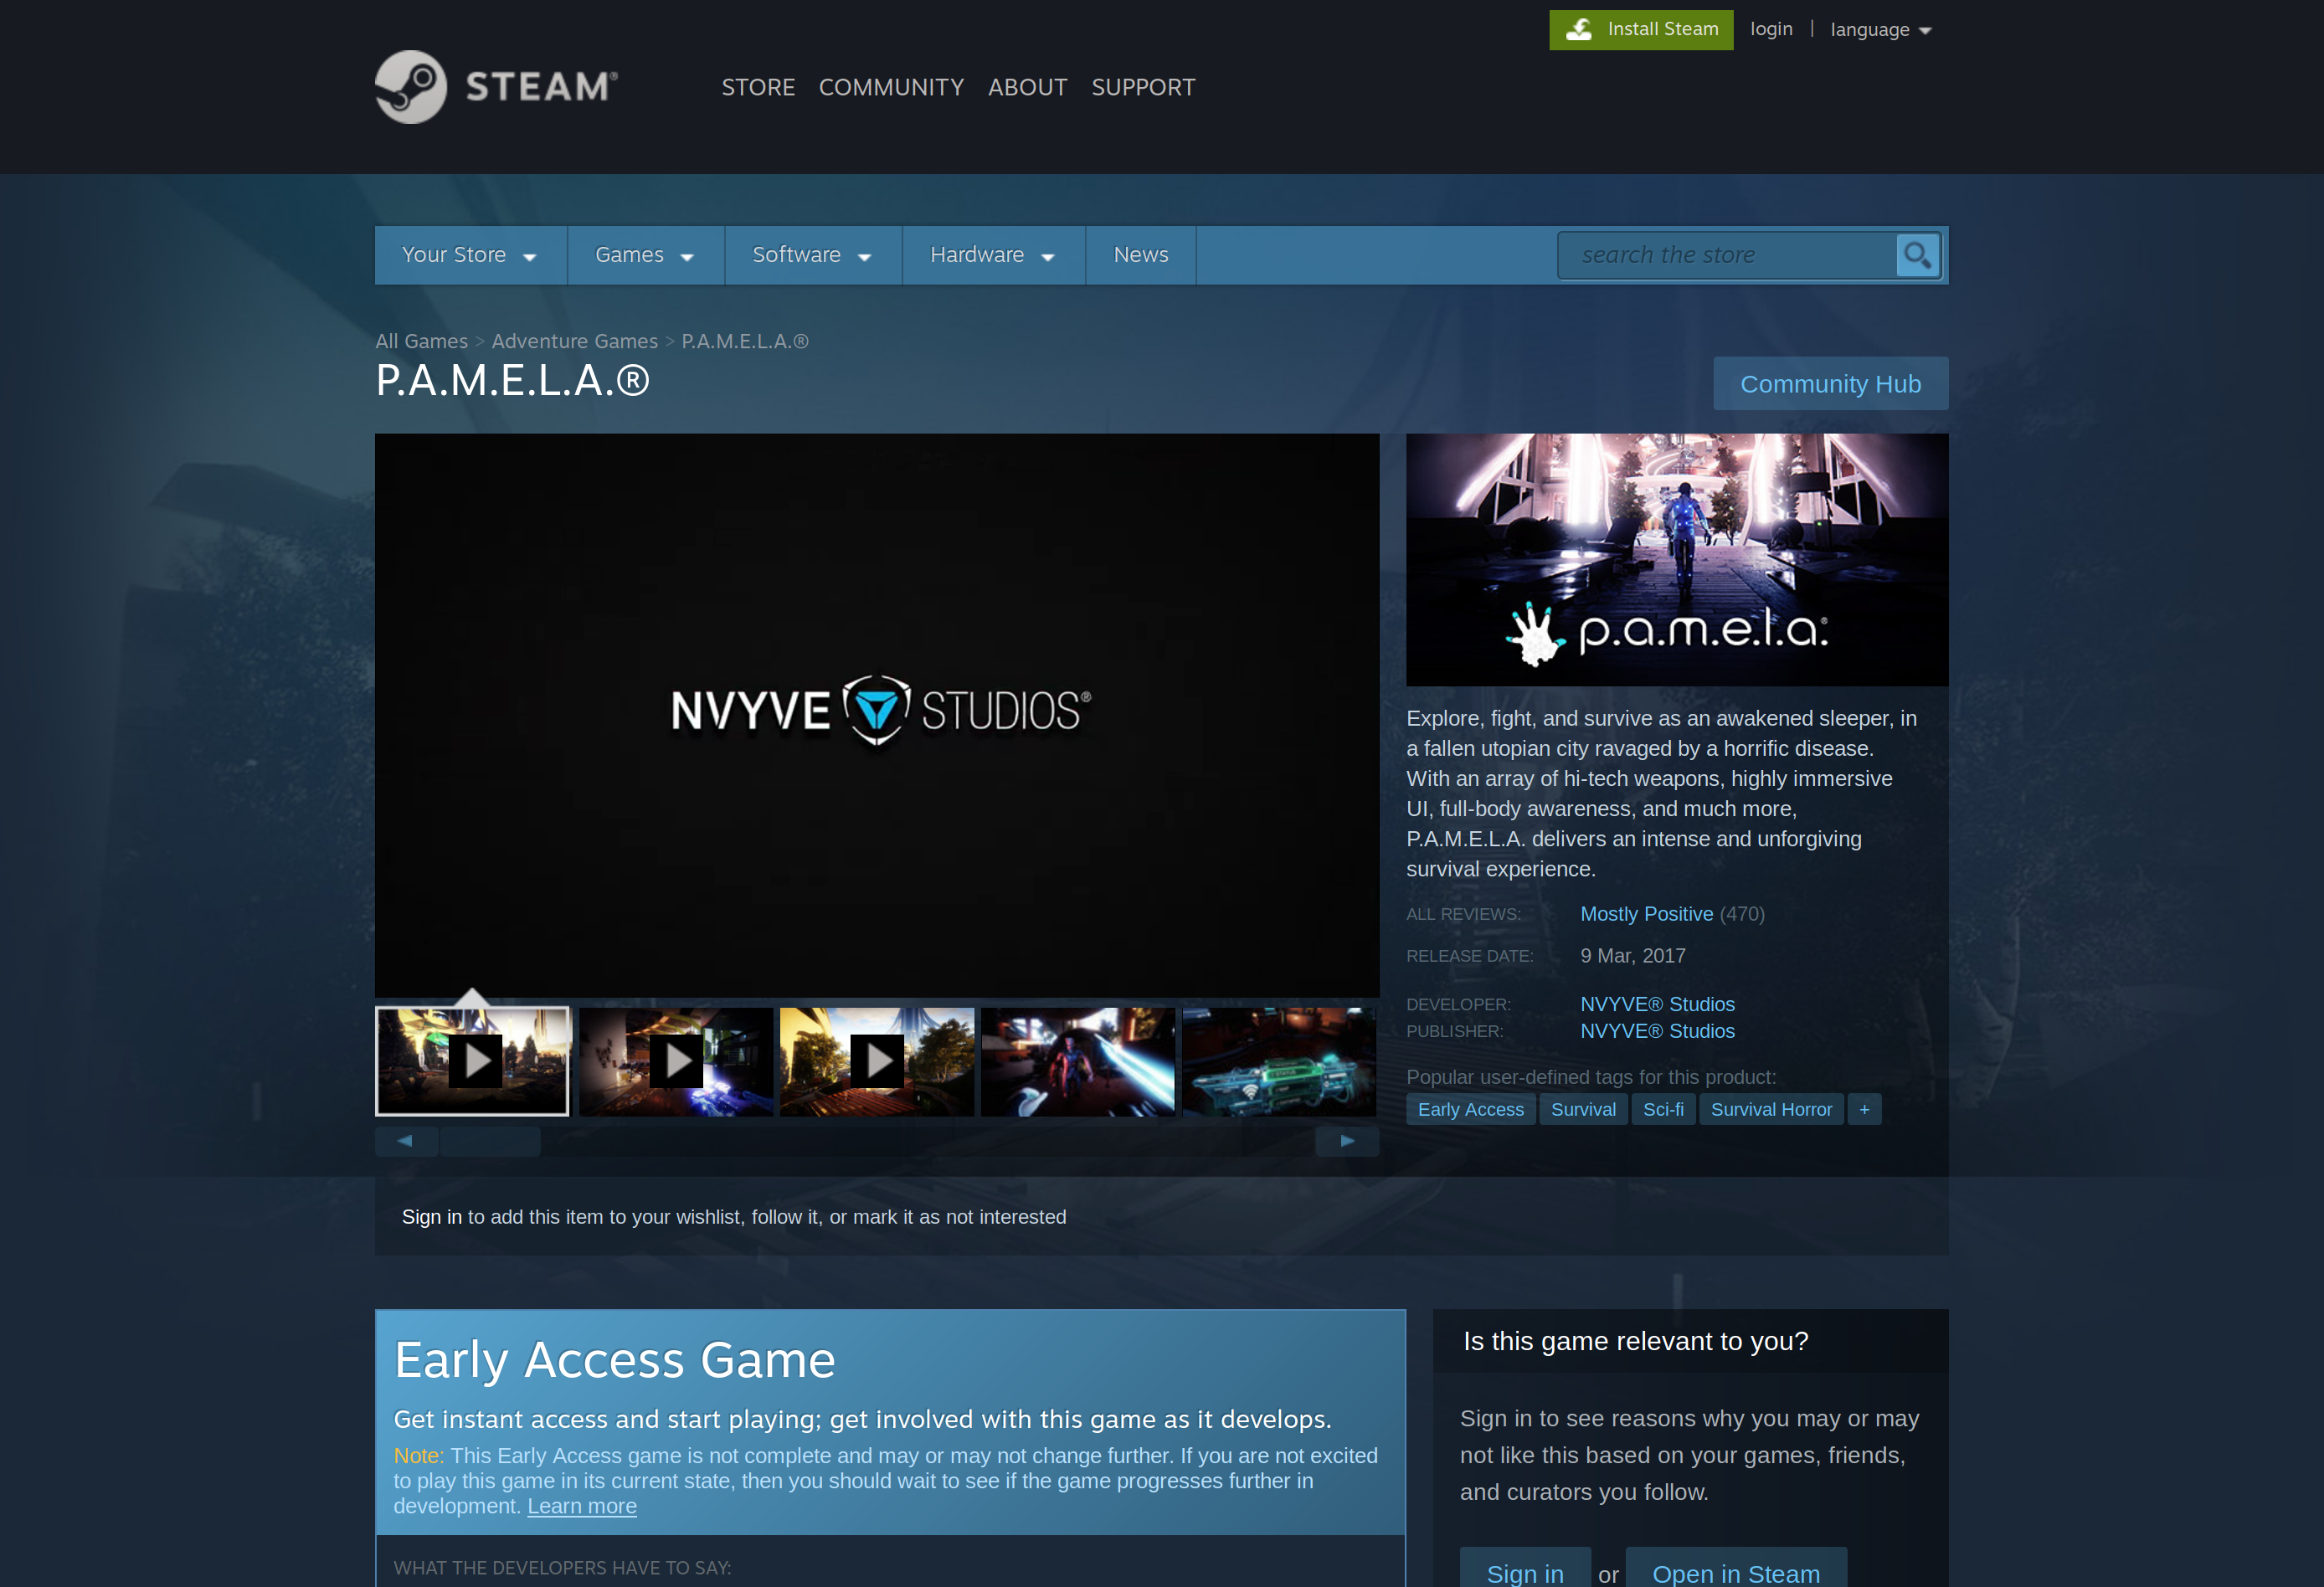 Install Steam
login
|
language
STEAM®
STORE
COMMUNITY
ABOUT
SUPPORT
Your Store
Games
Software
Hardware
News
search the store
All Games > Adventure Games > P.A.M.E.L.A.®
P.A.M.E.L.A.®
Community Hub
NVYVE STUDIOS®
p.a.m.e.l.a.®
Explore, fight, and survive as an awakened sleeper, in
a fallen utopian city ravaged by a horrific disease.
With an array of hi-tech weapons, highly immersive
UI, full-body awareness, and much more,
P.A.M.E.L.A. delivers an intense and unforgiving
survival experience.
ALL REVIEWS: Mostly Positive (470)
RELEASE DATE: 9 Mar, 2017
DEVELOPER: NVYVE® Studios
PUBLISHER: NVYVE® Studios
Popular user-defined tags for this product:
Early Access
Survival
Sci-fi
Survival Horror
+
Sign in to add this item to your wishlist, follow it, or mark it as not interested
Early Access Game
Get instant access and start playing; get involved with this game as it develops.
Note: This Early Access game is not complete and may or may not change further. If you are not excited
to play this game in its current state, then you should wait to see if the game progresses further in
development. Learn more
WHAT THE DEVELOPERS HAVE TO SAY:
Is this game relevant to you?
Sign in to see reasons why you may or may
not like this based on your games, friends,
and curators you follow.
Sign in or Open in Steam